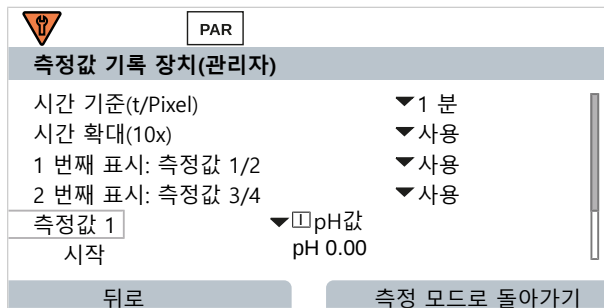 PAR
측정값 기록 장치(관리자)
시간 기준(t/Pixel) 1 분
시간 확대(10x) 사용
1 번째 표시: 측정값 1/2 사용
2 번째 표시: 측정값 3/4 사용
측정값 1 I pH값
시작 pH 0.00
뒤로 측정 모드로 돌아가기